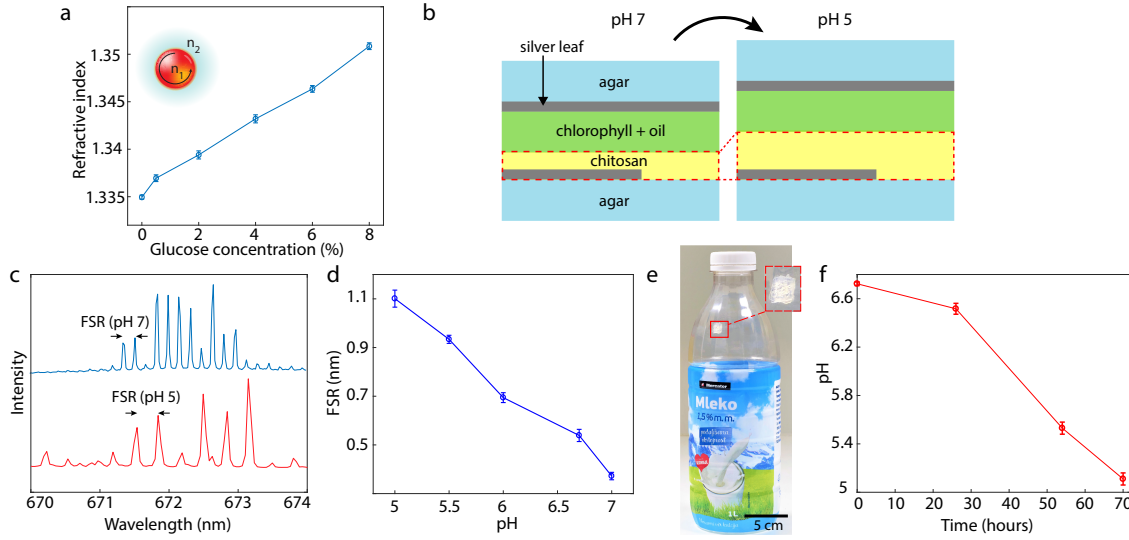 a
Refractive index
1.35
1.345
1.34
1.335
n2
n1
0 2 4 6 8
Glucose concentration (%)
b
pH 7 pH 5
silver leaf
agar
agar
chlorophyll + oil
chitosan
agar
c
Intensity
FSR (pH 7)
FSR (pH 5)
670 671 672 673 674
Wavelength (nm)
d
FSR (nm)
1.1
0.9
0.7
0.5
5 5.5 6 6.5 7
pH
e
Mleko
1,5% m. m.
1L
5 cm
f
pH
6.6
6.2
5.8
5.4
5
0 10 20 30 40 50 60 70
Time (hours)